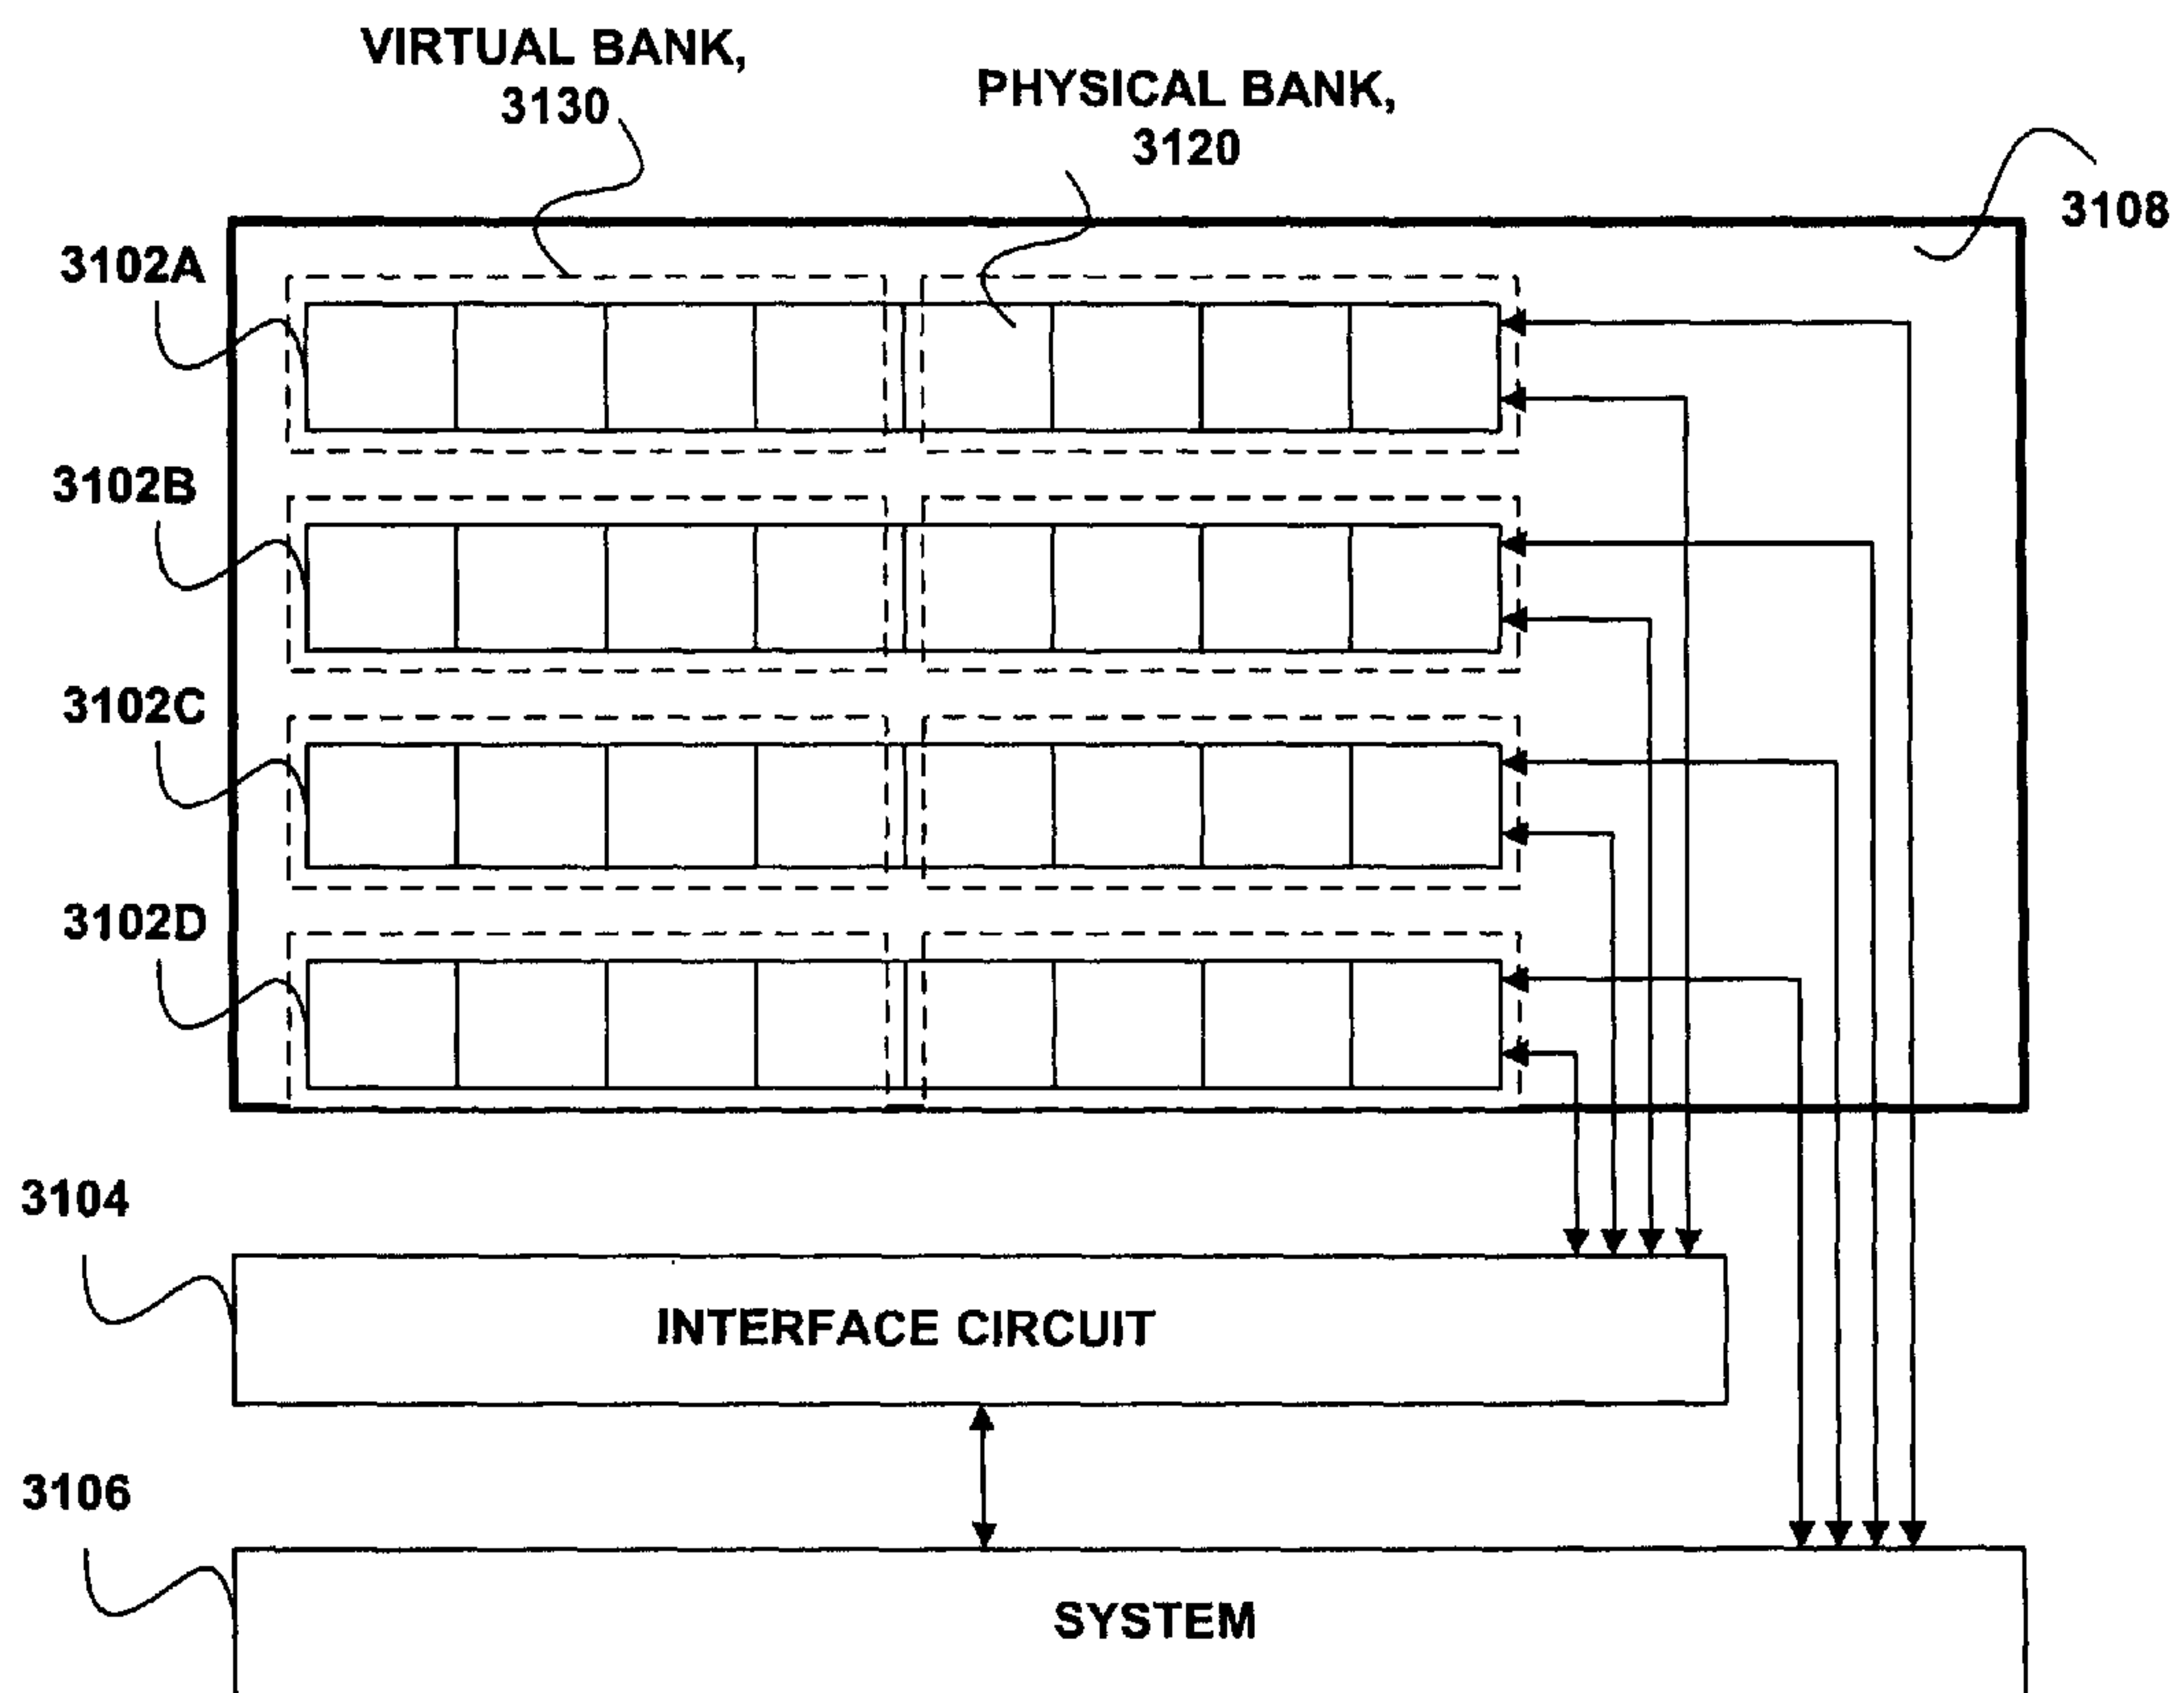 VIRTUAL BANK,
3130
PHYSICAL BANK,
3120
3108
3102A
3102B
3102C
3102D
3104
INTERFACE CIRCUIT
3106
SYSTEM